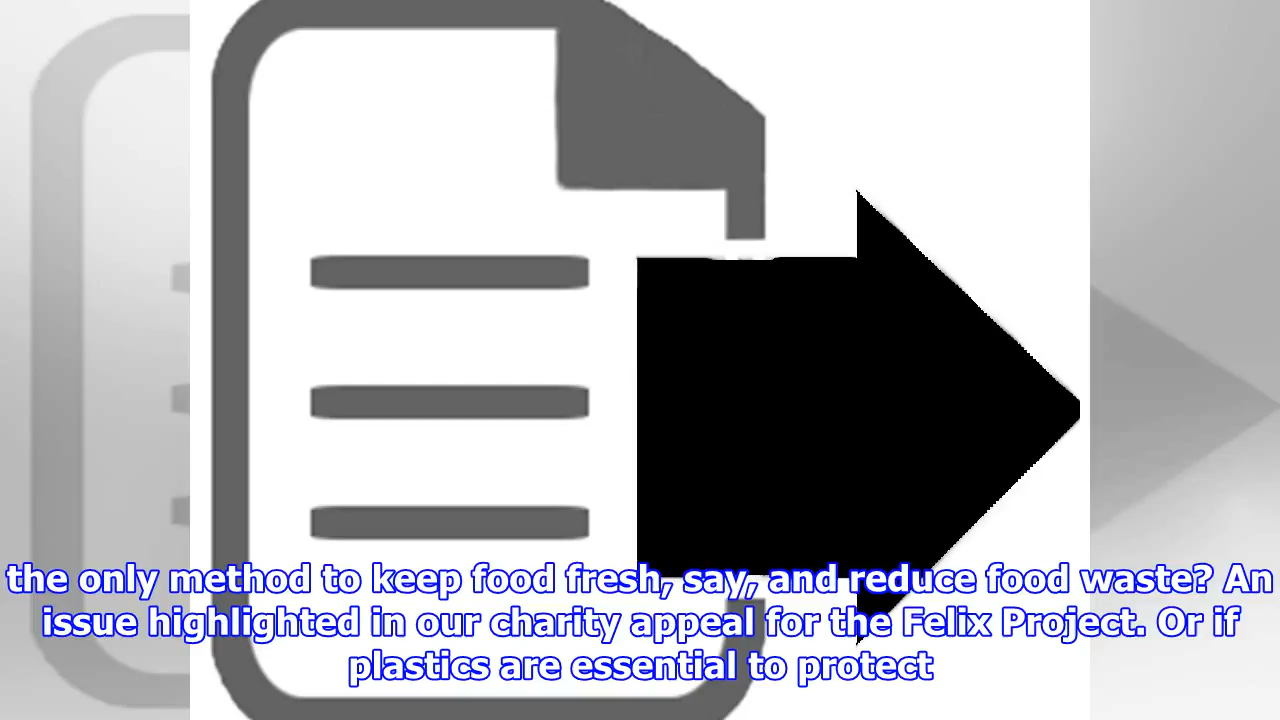 the only method to keep food fresh, say, and reduce food waste? An
issue highlighted in our charity appeal for the Felix Project. Or if
plastics are essential to protect